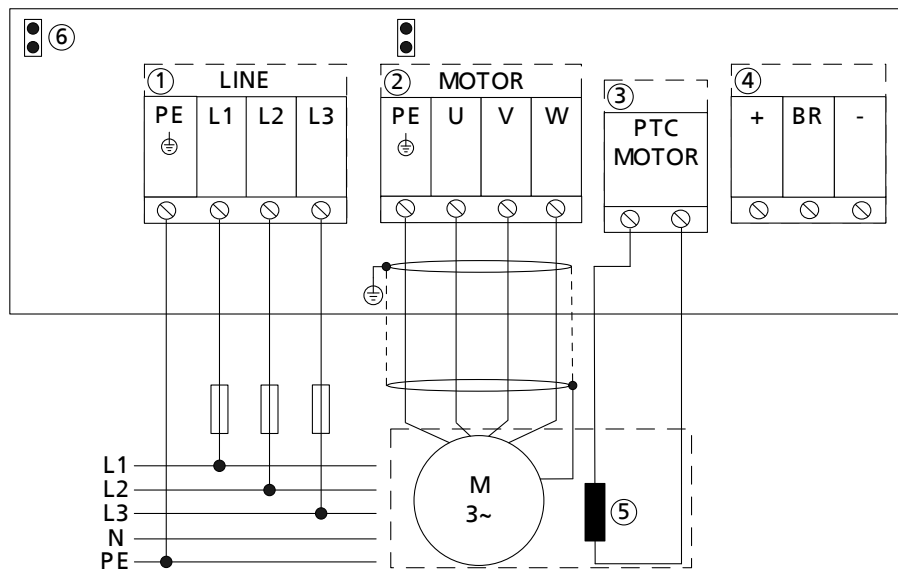 ⑥
① LINE
PE L1 L2 L3
② MOTOR
PE U V W
③
PTC
MOTOR
④
+ BR -
L1
L2
L3
N
PE
M
3~
⑤